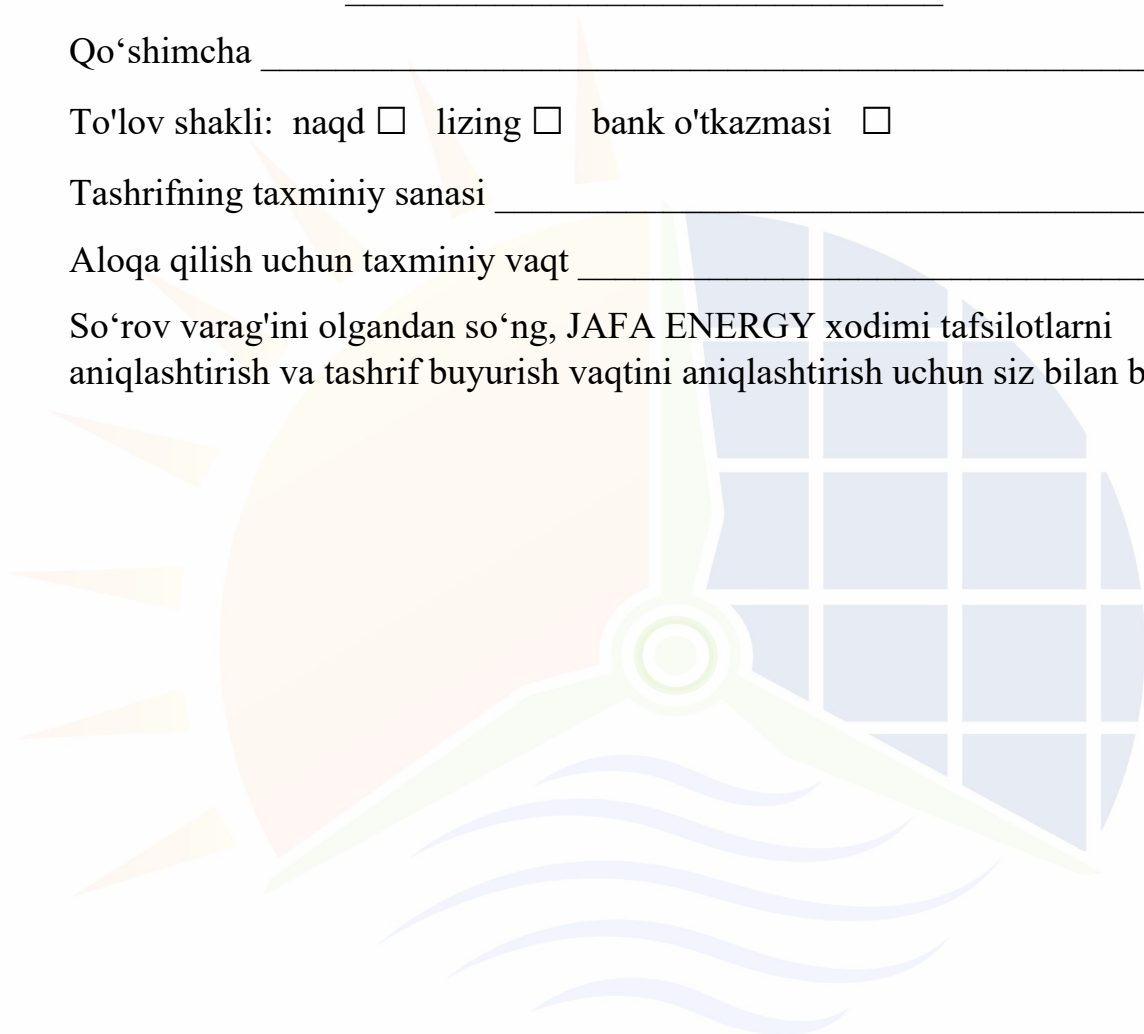 Qo‘shimcha
To'lov shakli: naqd ☐ lizing ☐ bank o'tkazmasi ☐
Tashrifning taxminiy sanasi
Aloqa qilish uchun taxminiy vaqt
So‘rov varag'ini olgandan so‘ng, JAFA ENERGY xodimi tafsilotlarni
aniqlashtirish va tashrif buyurish vaqtini aniqlashtirish uchun siz bilan